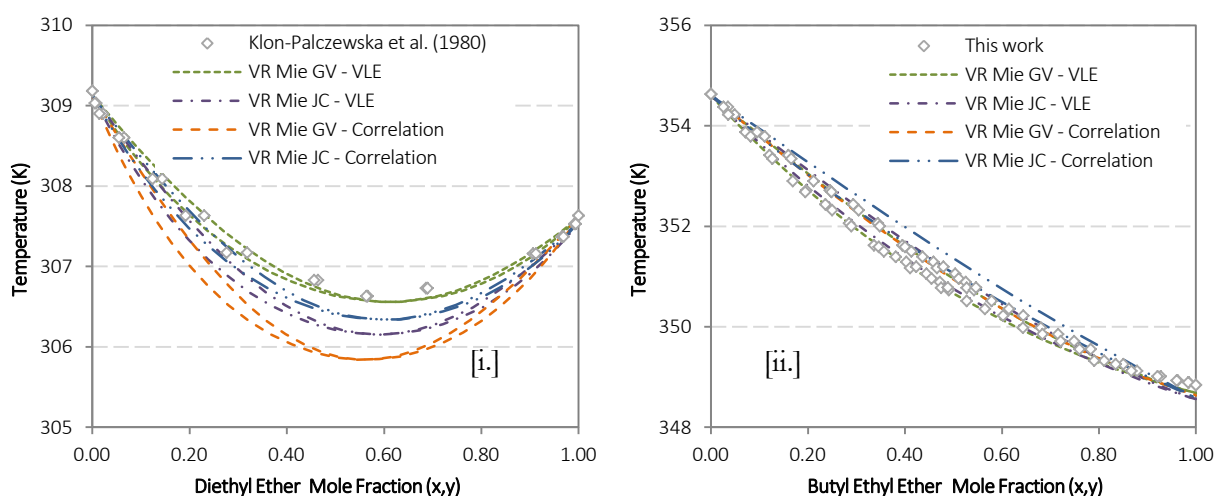 310
309
308
307
306
305
Temperature (K)
Klon-Palczewska et al. (1980)
VR Mie GV - VLE
VR Mie JC - VLE
VR Mie GV - Correlation
VR Mie JC - Correlation
[i.]
0.00 0.20 0.40 0.60 0.80 1.00
Diethyl Ether Mole Fraction (x,y)
356
354
352
350
348
Temperature (K)
This work
VR Mie GV - VLE
VR Mie JC - VLE
VR Mie GV - Correlation
VR Mie JC - Correlation
[ii.]
0.00 0.20 0.40 0.60 0.80 1.00
Butyl Ethyl Ether Mole Fraction (x,y)